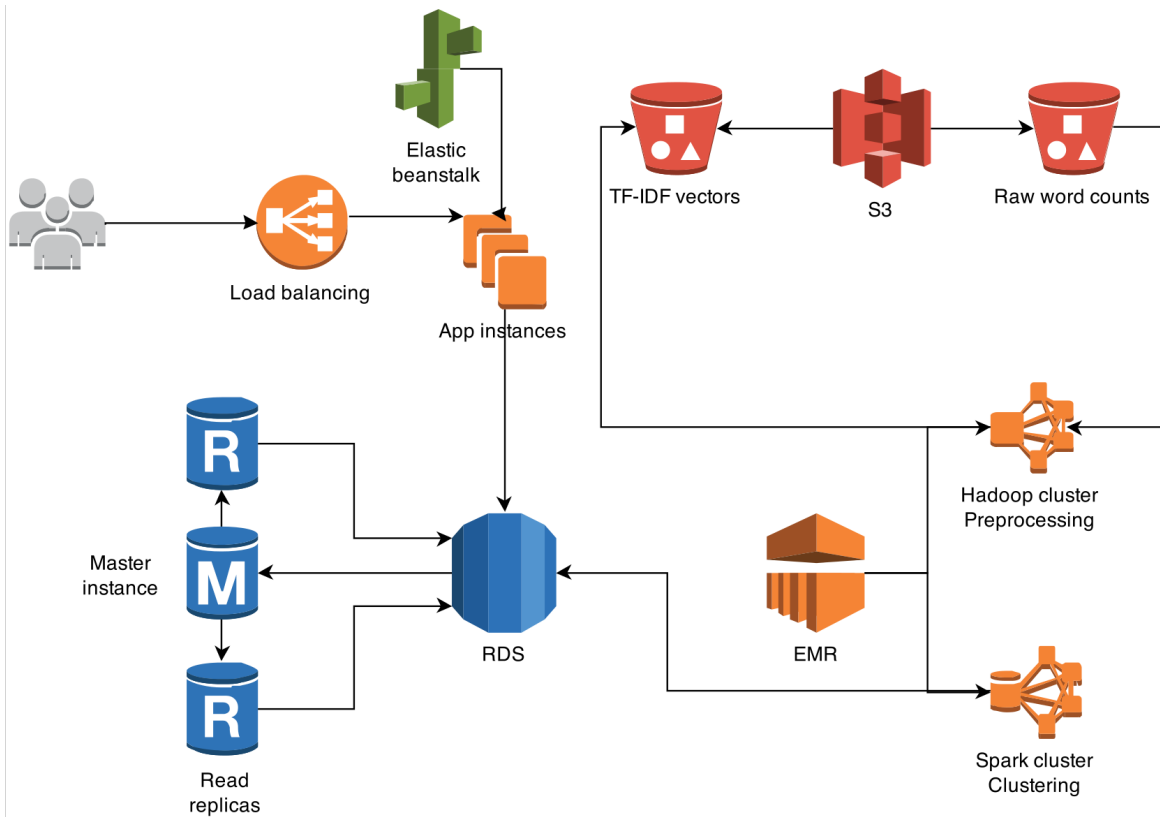 Elastic
beanstalk
TF-IDF vectors
S3
Raw word counts
Load balancing
App instances
R
Hadoop cluster
Preprocessing
Master
instance
M
RDS
EMR
R
Spark cluster
Clustering
Read
replicas